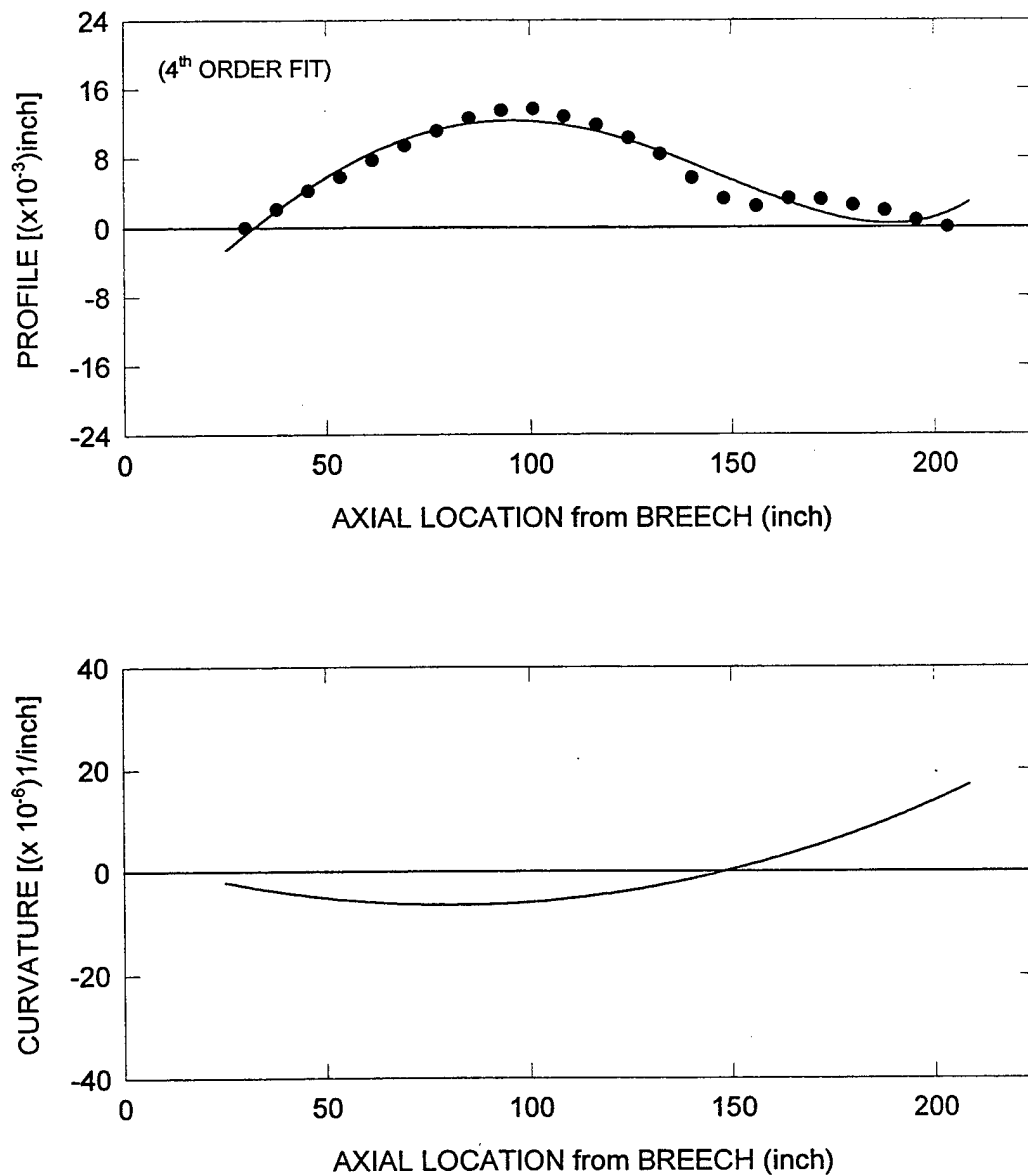 24
(4th ORDER FIT)
16
8
0
-8
-16
-24
PROFILE [(x10-3)inch]
0 50 100 150 200
AXIAL LOCATION from BREECH (inch)
40
20
0
-20
-40
CURVATURE [(x 10-6)1/inch]
0 50 100 150 200
AXIAL LOCATION from BREECH (inch)